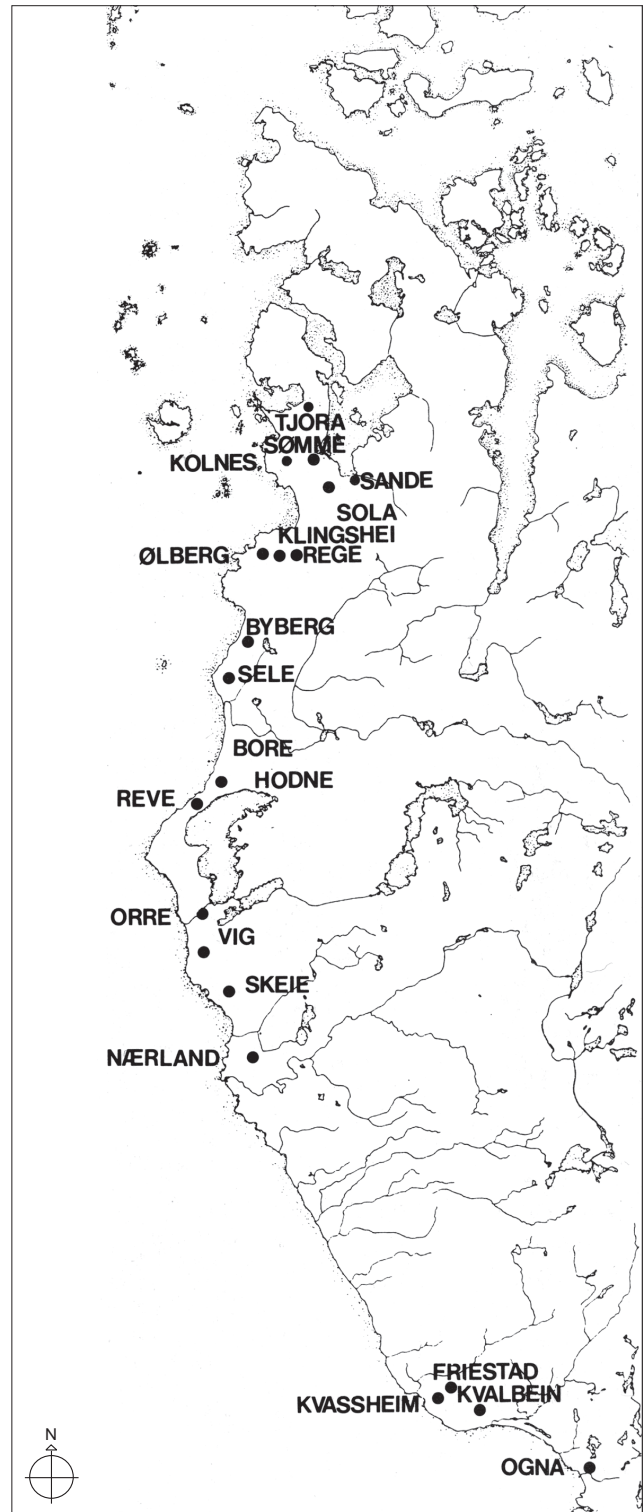 TJORA
SØMME
KOLNES
SANDE
SOLA
KLINGSHEI
ØLBERG
REGE
BYBERG
SELE
BORE
HODNE
REVE
ORRE
VIG
SKEIE
NÆRLAND
FRIESTAD
KVALBEIN
KVASSHEIM
N
OGNA